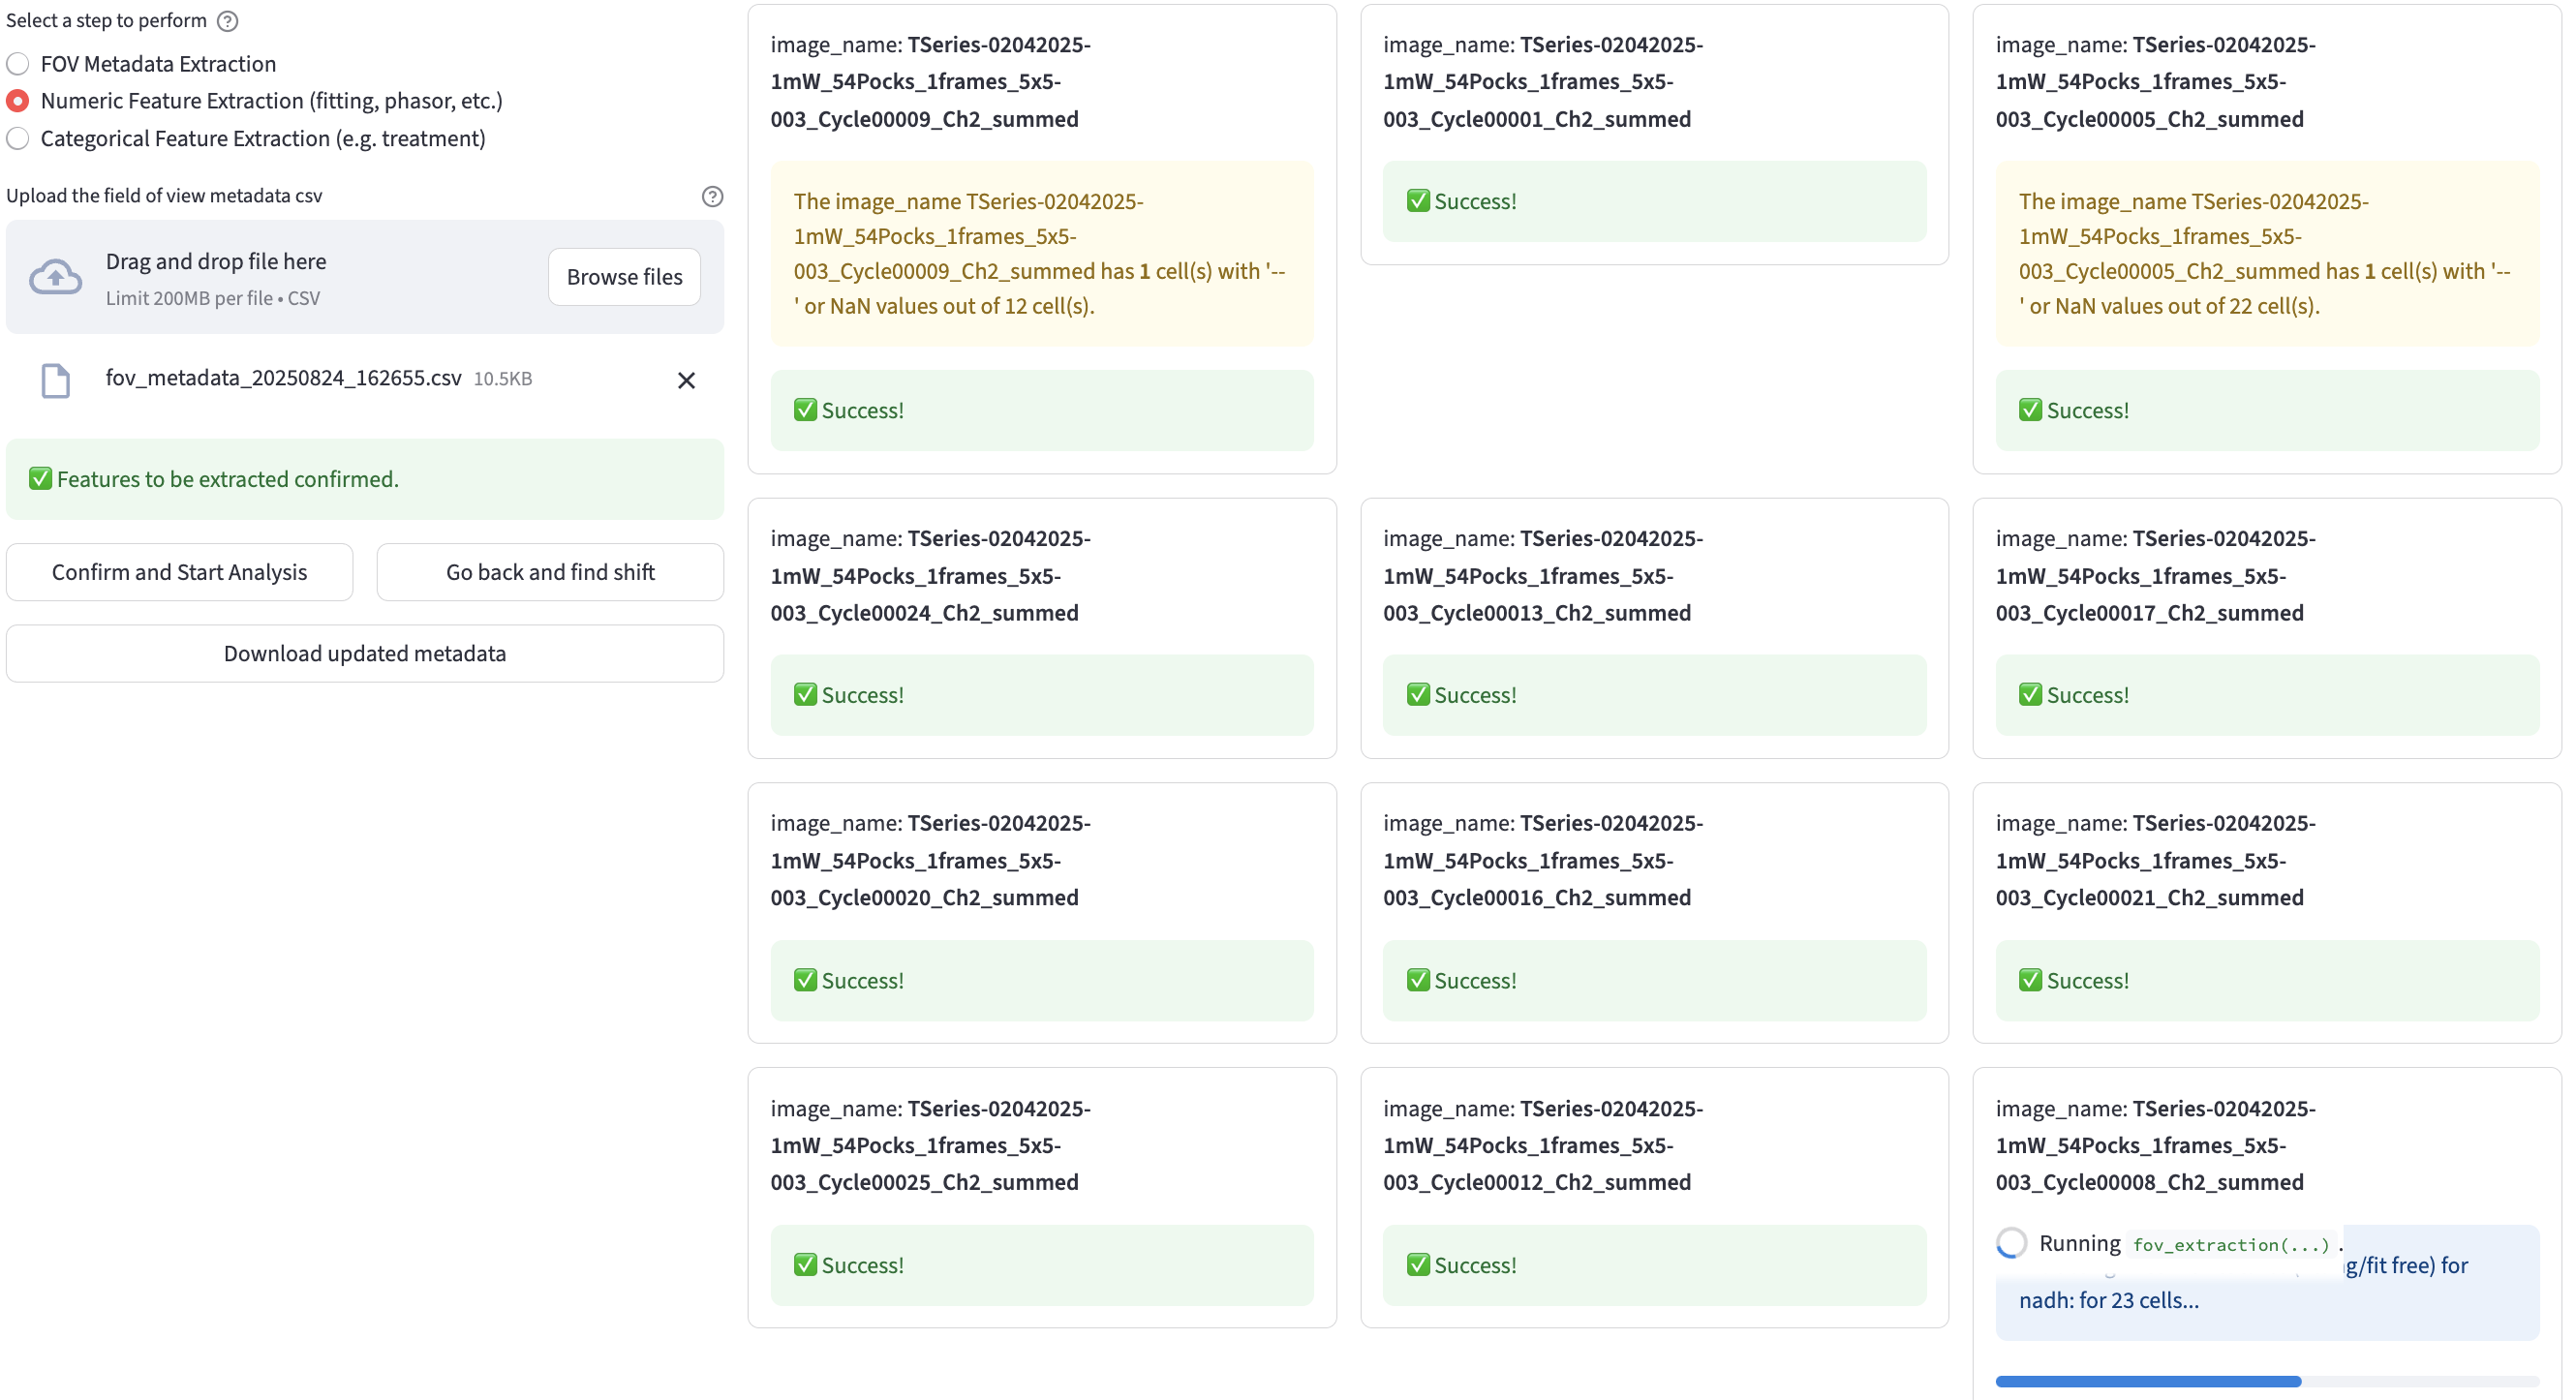 Select a step to perform
FOV Metadata Extraction
Numeric Feature Extraction (fitting, phasor, etc.)
Categorical Feature Extraction (e.g. treatment)
Upload the field of view metadata csv
Drag and drop file here
Limit 200MB per file • CSV
Browse files
fov_metadata_20250824_162655.csv 10.5KB
✅ Features to be extracted confirmed.
Confirm and Start Analysis
Go back and find shift
Download updated metadata
image_name: TSeries-02042025-
1mW_54Pocks_1frames_5x5-
003_Cycle00009_Ch2_summed
The image_name TSeries-02042025-
1mW_54Pocks_1frames_5x5-
003_Cycle00009_Ch2_summed has 1 cell(s) with '--
' or NaN values out of 12 cell(s).
✅ Success!
image_name: TSeries-02042025-
1mW_54Pocks_1frames_5x5-
003_Cycle00001_Ch2_summed
✅ Success!
image_name: TSeries-02042025-
1mW_54Pocks_1frames_5x5-
003_Cycle00005_Ch2_summed
The image_name TSeries-02042025-
1mW_54Pocks_1frames_5x5-
003_Cycle00005_Ch2_summed has 1 cell(s) with '--
' or NaN values out of 22 cell(s).
✅ Success!
image_name: TSeries-02042025-
1mW_54Pocks_1frames_5x5-
003_Cycle00024_Ch2_summed
✅ Success!
image_name: TSeries-02042025-
1mW_54Pocks_1frames_5x5-
003_Cycle00013_Ch2_summed
✅ Success!
image_name: TSeries-02042025-
1mW_54Pocks_1frames_5x5-
003_Cycle00017_Ch2_summed
✅ Success!
image_name: TSeries-02042025-
1mW_54Pocks_1frames_5x5-
003_Cycle00020_Ch2_summed
✅ Success!
image_name: TSeries-02042025-
1mW_54Pocks_1frames_5x5-
003_Cycle00016_Ch2_summed
✅ Success!
image_name: TSeries-02042025-
1mW_54Pocks_1frames_5x5-
003_Cycle00021_Ch2_summed
✅ Success!
image_name: TSeries-02042025-
1mW_54Pocks_1frames_5x5-
003_Cycle00025_Ch2_summed
✅ Success!
image_name: TSeries-02042025-
1mW_54Pocks_1frames_5x5-
003_Cycle00012_Ch2_summed
✅ Success!
image_name: TSeries-02042025-
1mW_54Pocks_1frames_5x5-
003_Cycle00008_Ch2_summed
Running fov_extraction(...) .
g/fit free) for
nadh: for 23 cells...